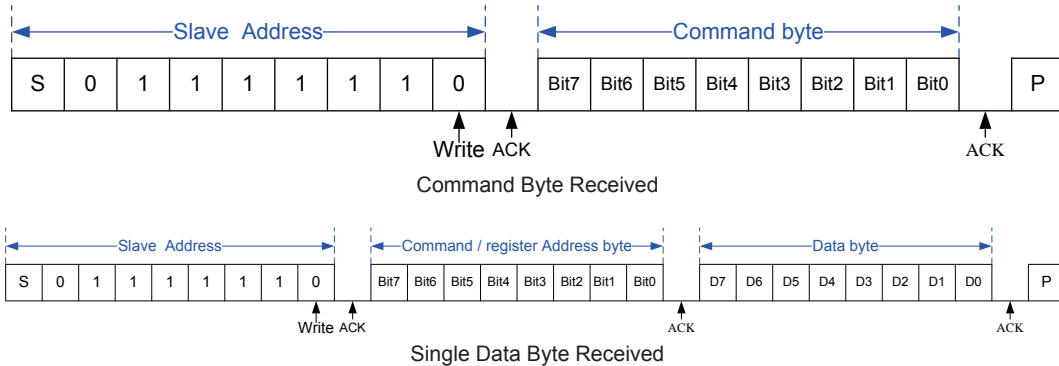 Slave Address Command byte
S 0 1 1 1 1 1 1 0 Bit7 Bit6 Bit5 Bit4 Bit3 Bit2 Bit1 Bit0 P
Write ACK ACK
Command Byte Received
Slave Address Command / register Address byte Data byte
S 0 1 1 1 1 1 1 0 Bit7 Bit6 Bit5 Bit4 Bit3 Bit2 Bit1 Bit0 D7 D6 D5 D4 D3 D2 D1 D0 P
Write ACK ACK ACK
Single Data Byte Received